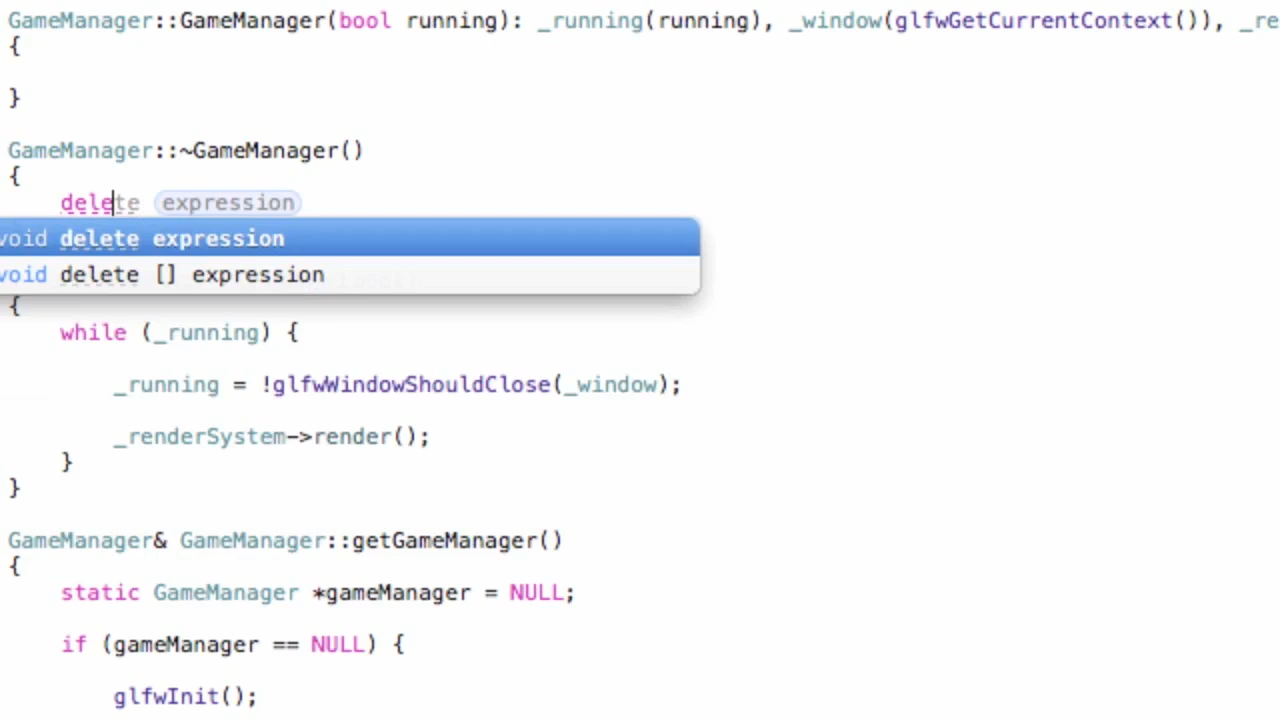 GameManager::GameManager(bool running): _running(running), _window(glfwGetCurrentContext()), _re
{
}
GameManager::~GameManager()
{
delete expression
void delete expression
void delete [] expression
{
while (_running) {
_running = !glfwWindowShouldClose(_window);
_renderSystem->render();
}
}
GameManager& GameManager::getGameManager()
{
static GameManager *gameManager = NULL;
if (gameManager == NULL) {
glfwInit();